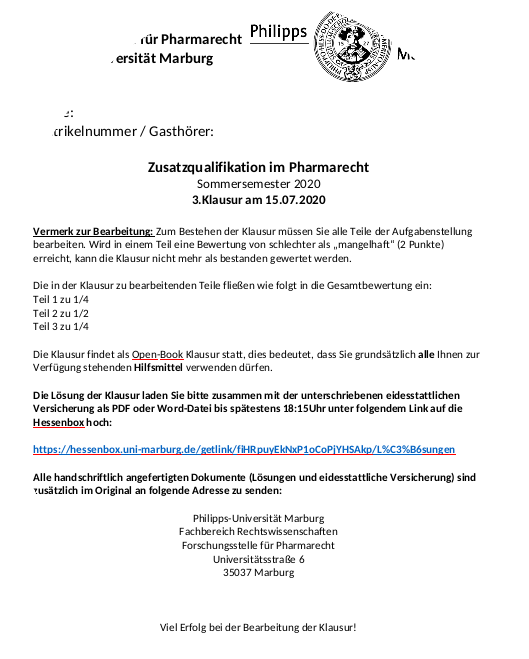 für Pharmarecht
Philipps
Marburg
:
/ Gasthörer:
Zusatzqualifikation im Pharmarecht
Sommersemester 2020
3.Klausur am 15.07.2020
Vermerk zur Bearbeitung: Zum Bestehen der Klausur müssen Sie alle Teile der Aufgabenstellung
bearbeiten. Wird in einem Teil eine Bewertung von schlechter als „mangelhaft“ (2 Punkte)
erreicht, kann die Klausur nicht mehr als bestanden gewertet werden.
Die in der Klausur zu bearbeitenden Teile fließen wie folgt in die Gesamtbewertung ein:
Teil 1 zu 1/4
Teil 2 zu 1/2
Teil 3 zu 1/4
Die Klausur findet als Open-Book Klausur statt, dies bedeutet, dass Sie grundsätzlich alle Ihnen zur
Verfügung stehenden Hilfsmittel verwenden dürfen.
Die Lösung der Klausur laden Sie bitte zusammen mit der unterschriebenen eidesstattlichen
Versicherung als PDF oder Word-Datei bis spätestens 18:15Uhr unter folgendem Link auf die
Hessenbox hoch:
https://hessenbox.uni-marburg.de/getlink/fiHRpuyEkNxP1oCoPjYHSAkp/L%C3%B6sungen
Alle handschriftlich angefertigten Dokumente (Lösungen und eidesstattliche Versicherung) sind
zusätzlich im Original an folgende Adresse zu senden:
Philipps-Universität Marburg
Fachbereich Rechtswissenschaften
Forschungsstelle für Pharmarecht
Universitätsstraße 6
35037 Marburg
Viel Erfolg bei der Bearbeitung der Klausur!